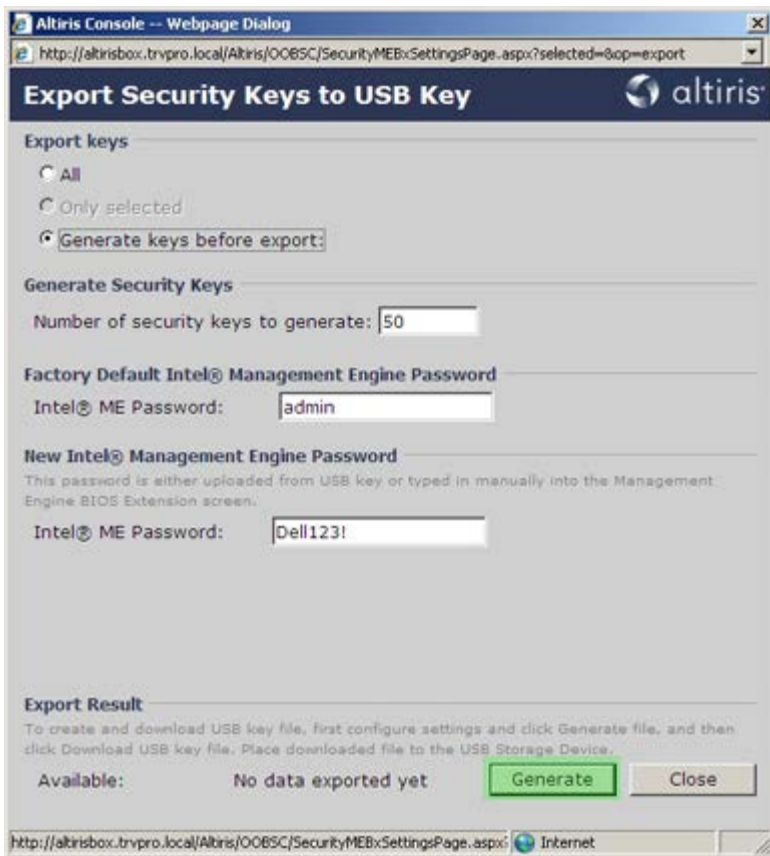 Altiris Console -- Webpage Dialog
http://altirisbox.trvpro.local/Altiris/OOBSC/SecurityMEBxSettingsPage.aspx?selected=&op=export
Export Security Keys to USB Key
altiris
Export keys
All
Only selected
Generate keys before export:
Generate Security Keys
Number of security keys to generate: 50
Factory Default Intel® Management Engine Password
Intel® ME Password: admin
New Intel® Management Engine Password
This password is either uploaded from USB key or typed in manually into the Management
Engine BIOS Extension screen.
Intel® ME Password: Dell123!
Export Result
To create and download USB key file, first configure settings and click Generate file, and then
click Download USB key file. Place downloaded file to the USB Storage Device.
Available: No data exported yet Generate Close
http://altirisbox.trvpro.local/Altiris/OOBSC/SecurityMEBxSettingsPage.aspx? Internet